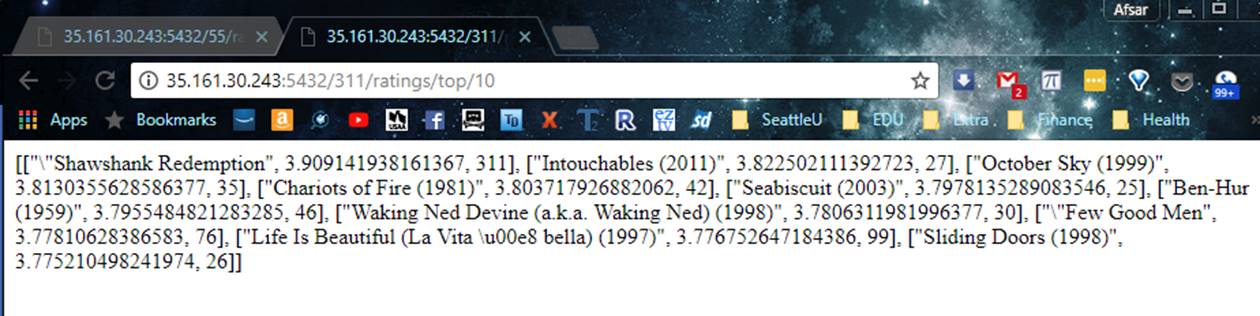 Afsar
35.161.30.243:5432/55/ra
35.161.30.243:5432/311/
35.161.30.243:5432/311/ratings/top/10
2
99+
Apps Bookmarks SeattleU EDU Extra Finance Health
[["\"Shawshank Redemption", 3.909141938161367, 311], ["Intouchables (2011)", 3.822502111392723, 27], ["October Sky (1999)",
3.8130355628586377, 35], ["Chariots of Fire (1981)", 3.803717926882062, 42], ["Seabiscuit (2003)", 3.7978135289083546, 25], ["Ben-Hur
(1959)", 3.7955484821283285, 46], ["Waking Ned Devine (a.k.a. Waking Ned) (1998)", 3.7806311981996377, 30], ["\"Few Good Men",
3.77810628386583, 76], ["Life Is Beautiful (La Vita \u00e8 bella) (1997)", 3.776752647184386, 99], ["Sliding Doors (1998)",
3.775210498241974, 26]]